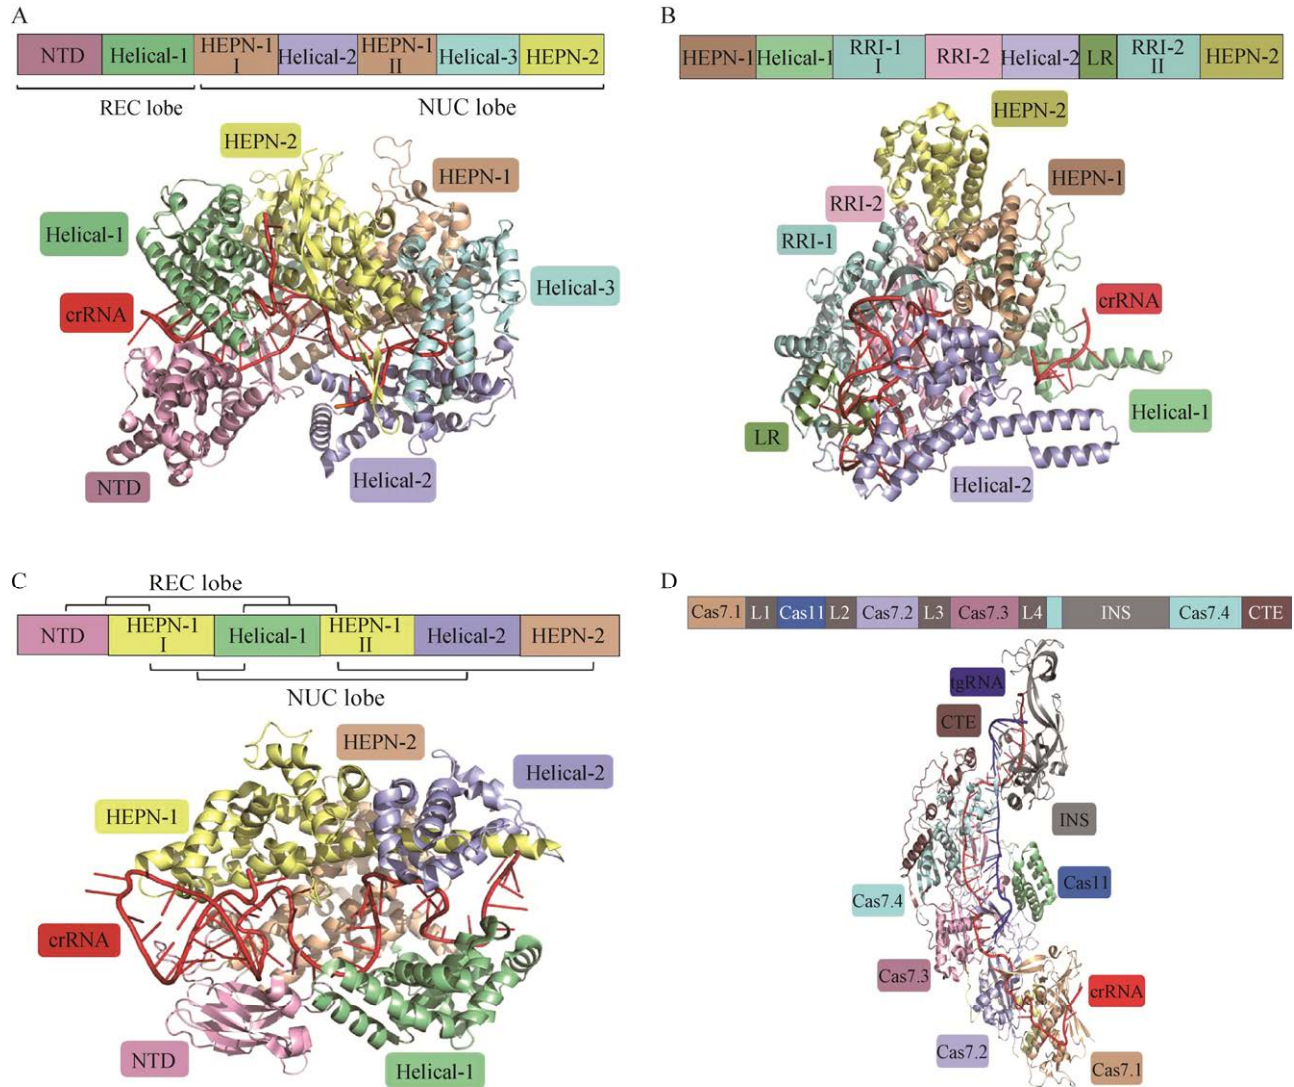 A
NTD Helical-1 HEPN-1 I Helical-2 HEPN-1 II Helical-3 HEPN-2
REC lobe NUC lobe
HEPN-2
HEPN-1
Helical-1
Helical-3
crRNA
NTD
Helical-2
B
HEPN-1 Helical-1 RRI-1 I RRI-2 Helical-2 LR RRI-2 II HEPN-2
HEPN-2
HEPN-1
RRI-2
RRI-1
crRNA
Helical-1
LR
Helical-2
C
REC lobe
NTD HEPN-1 I Helical-1 HEPN-1 II Helical-2 HEPN-2
NUC lobe
HEPN-2
Helical-2
HEPN-1
crRNA
NTD
Helical-1
D
Cas7.1 L1 Cas11 L2 Cas7.2 L3 Cas7.3 L4 INS Cas7.4 CTE
tgRNA
CTE
INS
Cas11
Cas7.4
Cas7.3
crRNA
Cas7.2
Cas7.1